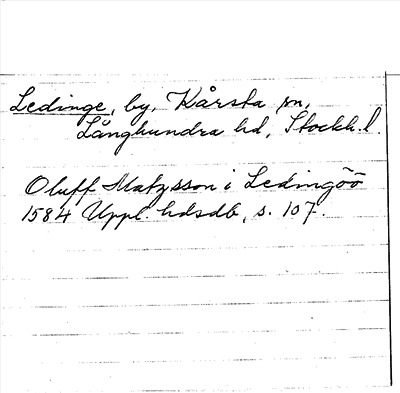 Ledinge, by, Kårsta sn,
Långhundra hd, Stockh. l.
Oluff Matzsson i Ledingöö
1584 Uppl. hdsdb, s. 107.